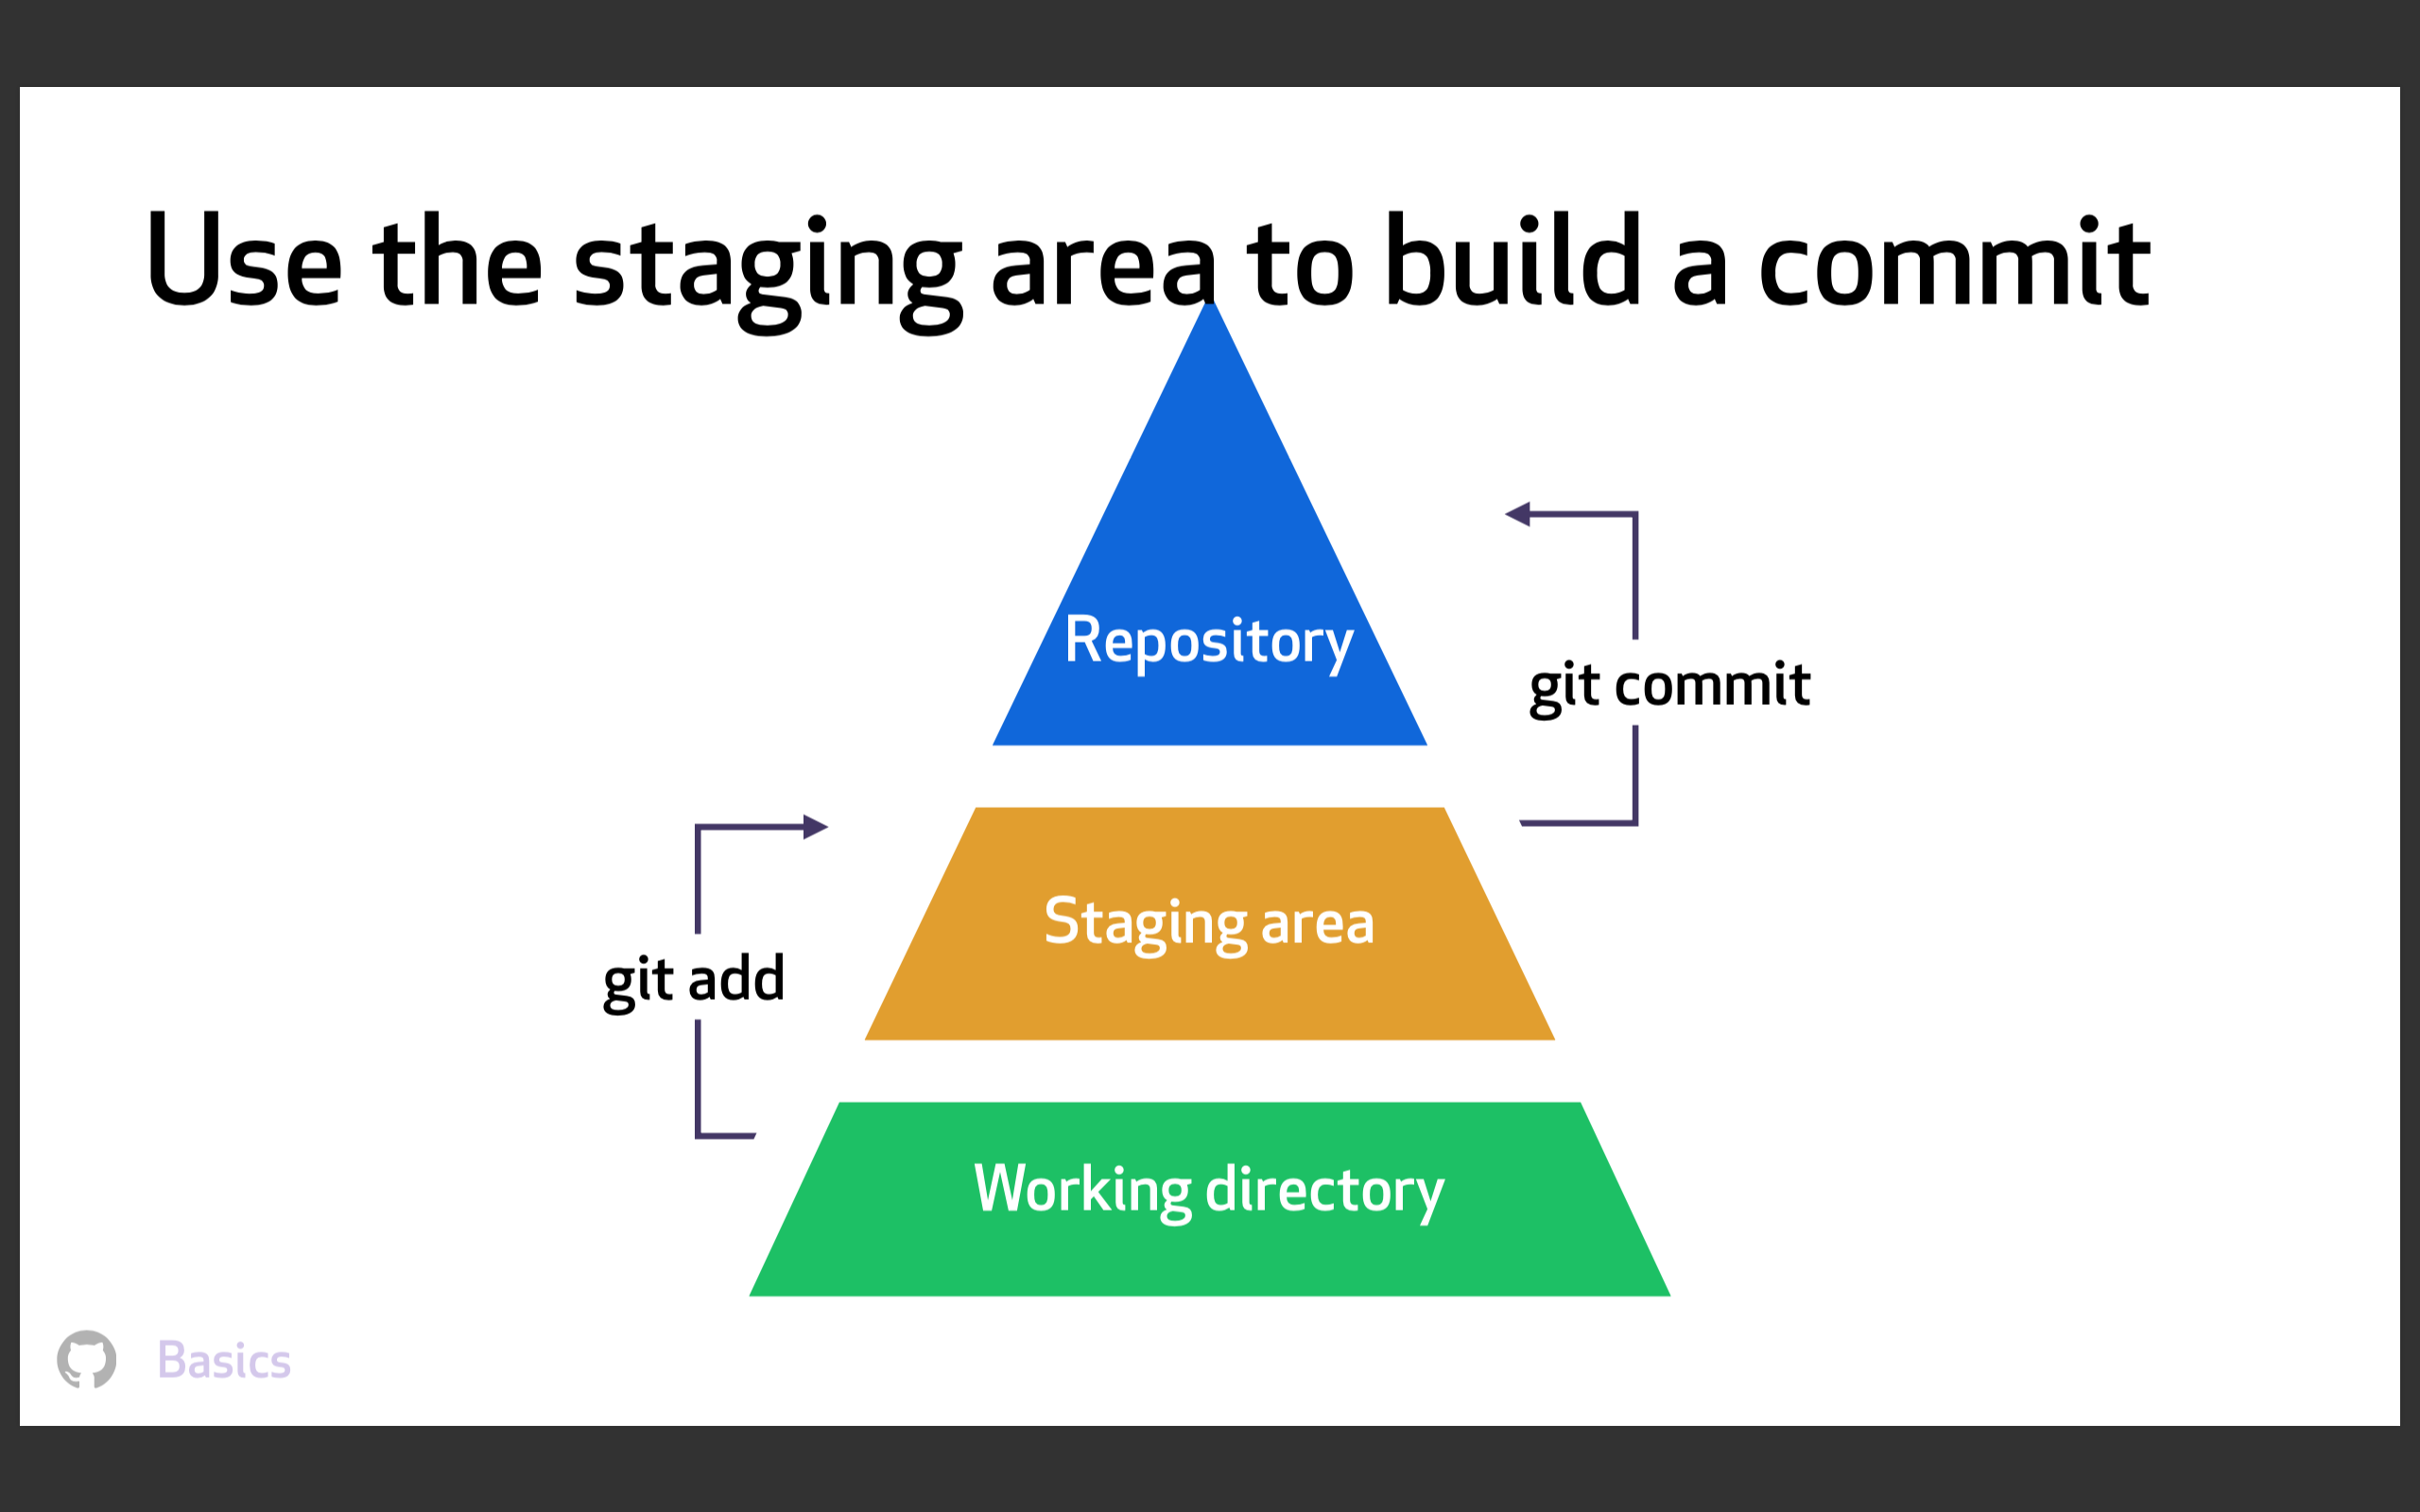 Use the staging area to build a commit
Repository
git commit
Staging area
git add
Working directory
Basics